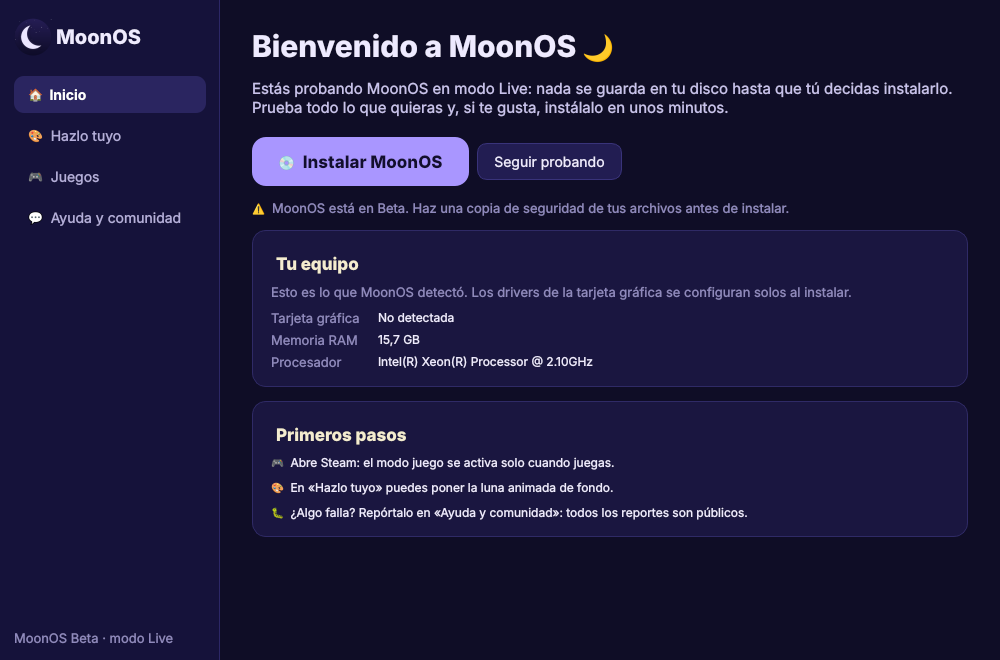 MoonOS
Inicio
Hazlo tuyo
Juegos
Ayuda y comunidad
MoonOS Beta · modo Live
Bienvenido a MoonOS
Estás probando MoonOS en modo Live: nada se guarda en tu disco hasta que tú decidas instalarlo.
Prueba todo lo que quieras y, si te gusta, instálalo en unos minutos.
Instalar MoonOS
Seguir probando
MoonOS está en Beta. Haz una copia de seguridad de tus archivos antes de instalar.
Tu equipo
Esto es lo que MoonOS detectó. Los drivers de la tarjeta gráfica se configuran solos al instalar.
Tarjeta gráfica No detectada
Memoria RAM 15,7 GB
Procesador Intel(R) Xeon(R) Processor @ 2.10GHz
Primeros pasos
Abre Steam: el modo juego se activa solo cuando juegas.
En «Hazlo tuyo» puedes poner la luna animada de fondo.
¿Algo falla? Repórtalo en «Ayuda y comunidad»: todos los reportes son públicos.